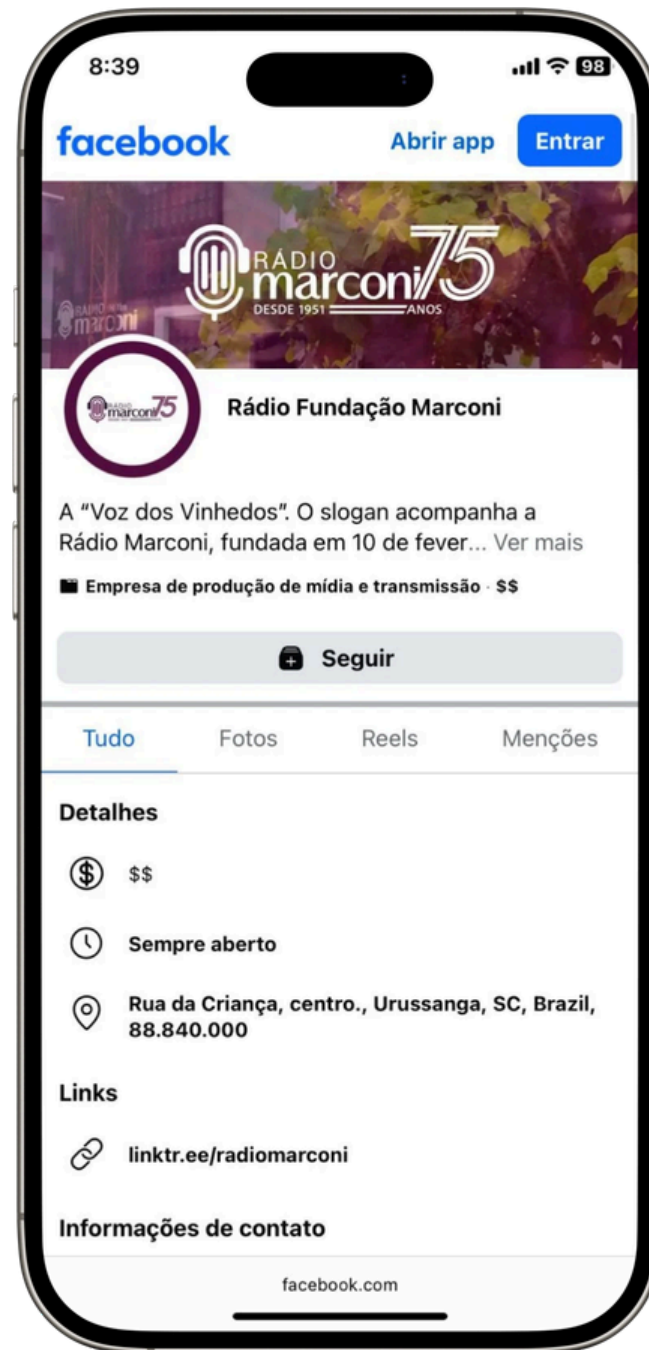 8:39
98
facebook
Abrir app
Entrar
RÁDIO
marconi 75
DESDE 1951
ANOS
RÁDIO
marconi
RÁDIO
marconi 75
Rádio Fundação Marconi
A “Voz dos Vinhedos”. O slogan acompanha a
Rádio Marconi, fundada em 10 de fever... Ver mais
Empresa de produção de mídia e transmissão · $$
Seguir
Tudo
Fotos
Reels
Menções
Detalhes
$$
Sempre aberto
Rua da Criança, centro., Urussanga, SC, Brazil,
88.840.000
Links
linktr.ee/radiomarconi
Informações de contato
facebook.com